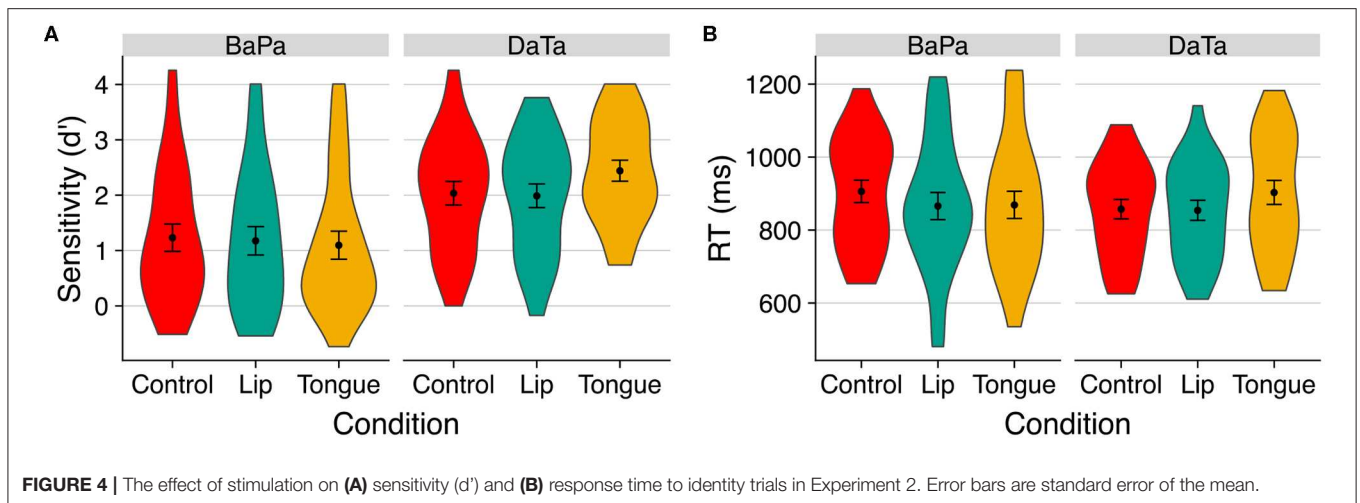 A
BaPa
DaTa
Sensitivity (d')
4
3
2
1
0
Control Lip Tongue
Control Lip Tongue
Condition
B
BaPa
DaTa
RT (ms)
1200
1000
800
600
Control Lip Tongue
Control Lip Tongue
Condition
FIGURE 4 | The effect of stimulation on (A) sensitivity (d') and (B) response time to identity trials in Experiment 2. Error bars are standard error of the mean.